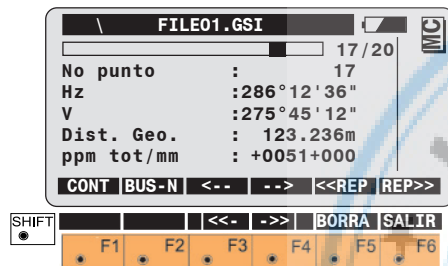 \ FILE01.GSI
MC
17/20
No punto : 17
Hz :286°12'36"
V :275°45'12"
Dist. Geo. : 123.236m
ppm tot/mm : +0051+000
CONT BUS-N <-- --> <<REP REP>>
SHIFT <<- ->> BORRA SALIR
F1 F2 F3 F4 F5 F6